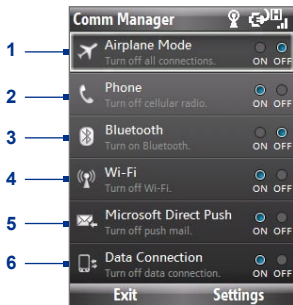 Comm Manager H
1 Airplane Mode
Turn off all connections. ON OFF
2 Phone
Turn off cellular radio. ON OFF
3 Bluetooth
Turn on Bluetooth. ON OFF
4 Wi-Fi
Turn off Wi-Fi. ON OFF
5 Microsoft Direct Push
Turn off push mail. ON OFF
6 Data Connection
Turn off data connection. ON OFF
Exit Settings